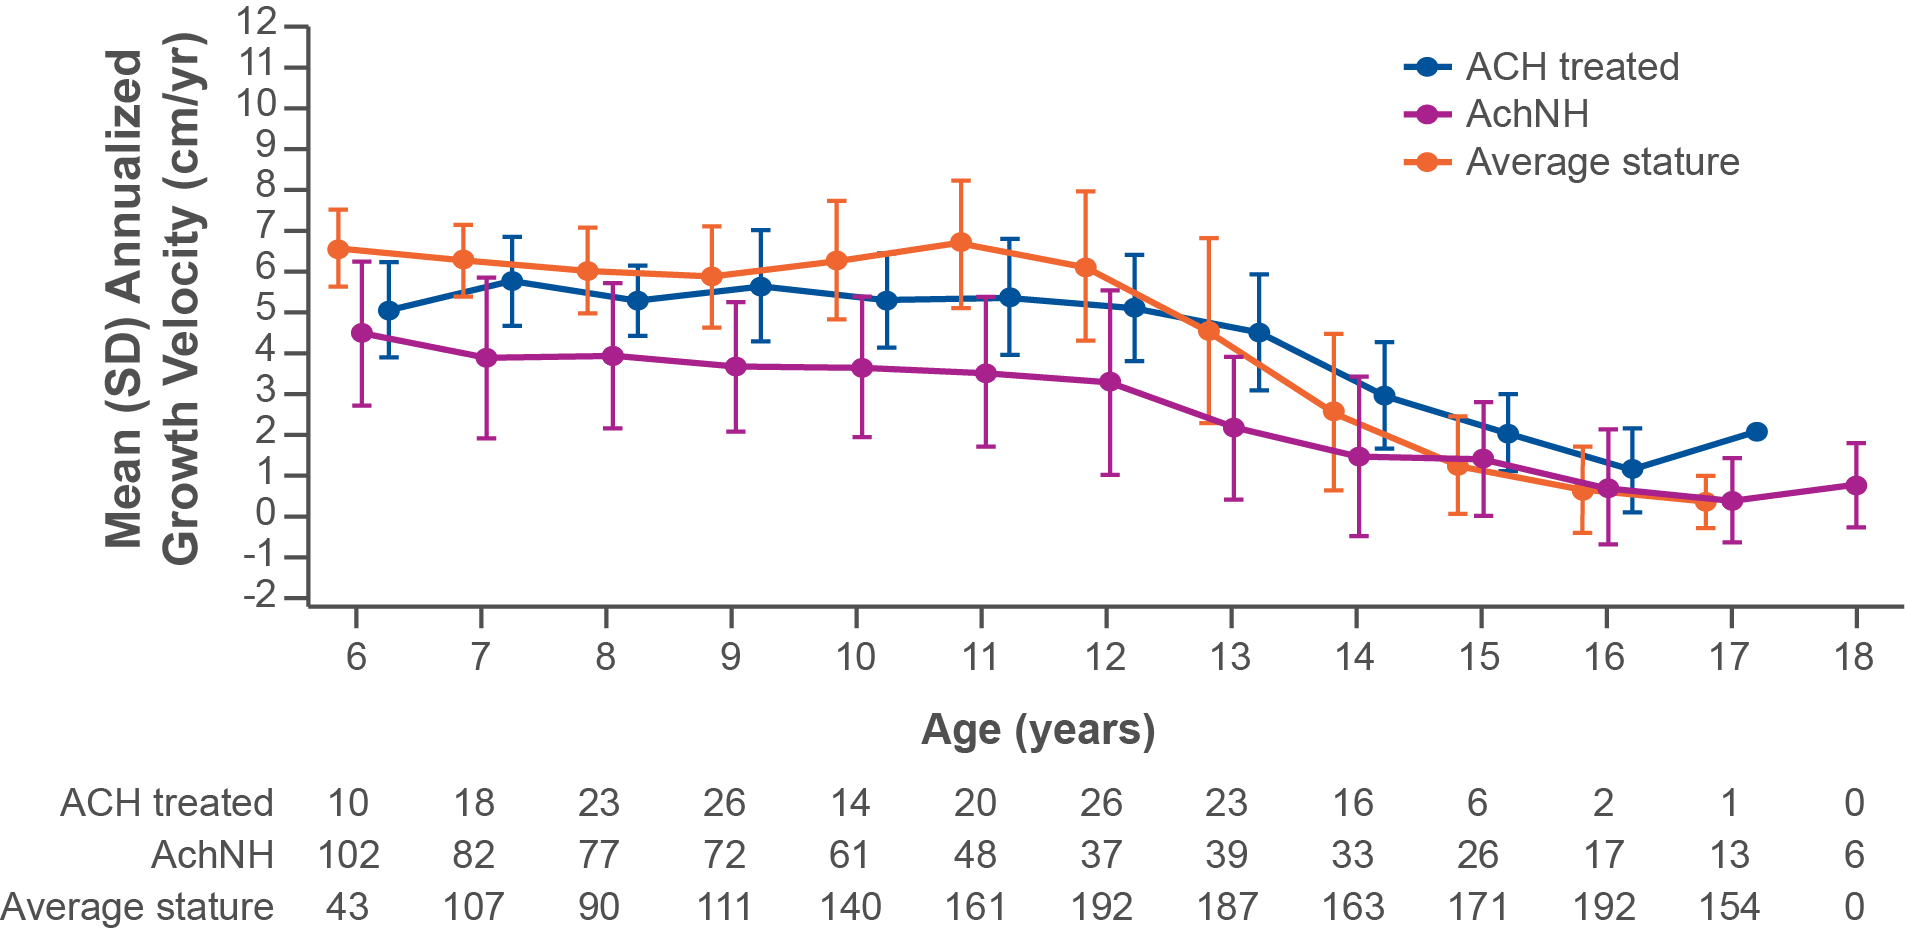 Mean (SD) Annualized
Growth Velocity (cm/yr)
12
11
10
9
8
7
6
5
4
3
2
1
0
-1
-2
ACH treated
AchNH
Average stature
6 7 8 9 10 11 12 13 14 15 16 17 18
Age (years)
ACH treated 10 18 23 26 14 20 26 23 16 6 2 1 0
AchNH 102 82 77 72 61 48 37 39 33 26 17 13 6
Average stature 43 107 90 111 140 161 192 187 163 171 192 154 0